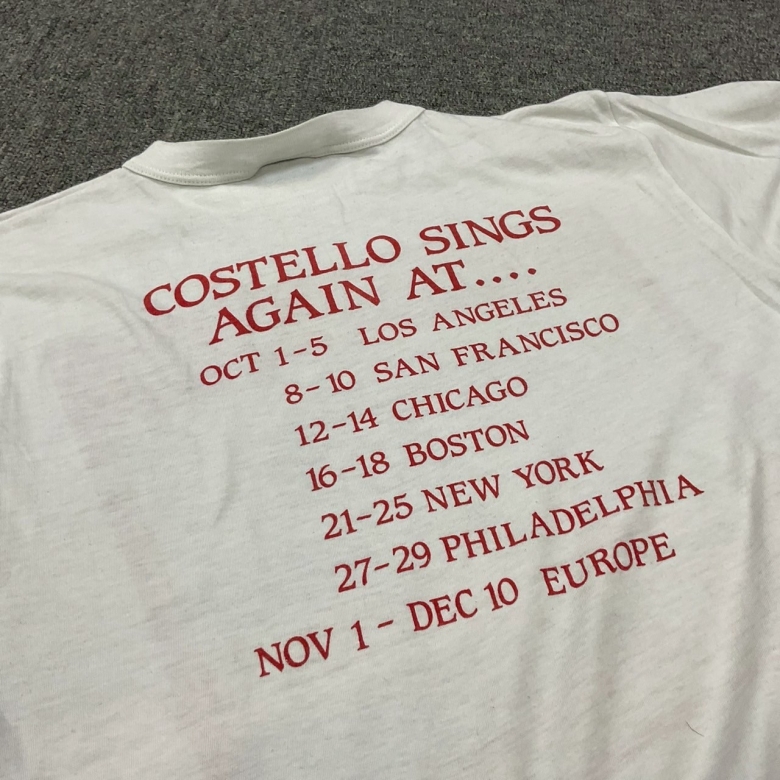 COSTELLO SINGS
AGAIN AT....
OCT 1-5 LOS ANGELES
8-10 SAN FRANCISCO
12-14 CHICAGO
16-18 BOSTON
21-25 NEW YORK
27-29 PHILADELPHIA
NOV 1 - DEC 10 EUROPE